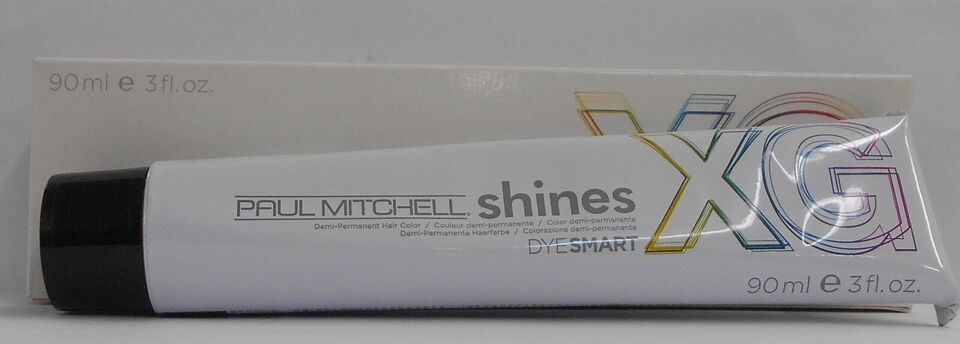 90ml e 3fl.oz.
XG
PAUL MITCHELL® shines XG
Demi-Permanent Hair Color / Couleur demi-permanente / Color demi-permanente
Demi-Permanente Haarfarbe / Colorazione demi-permanente
DYESMART
90ml e 3fl.oz.